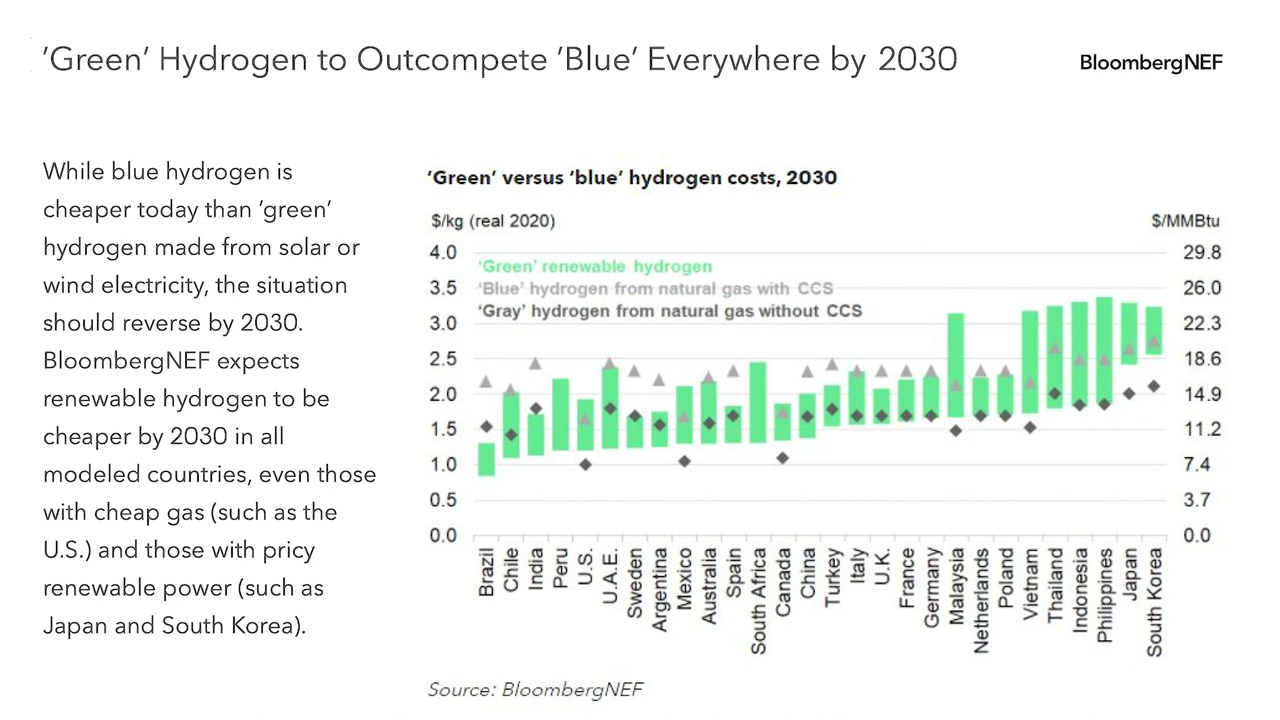 ’Green’ Hydrogen to Outcompete ’Blue’ Everywhere by 2030
BloombergNEF
While blue hydrogen is
cheaper today than ’green’
hydrogen made from solar or
wind electricity, the situation
should reverse by 2030.
BloombergNEF expects
renewable hydrogen to be
cheaper by 2030 in all
modeled countries, even those
with cheap gas (such as the
U.S.) and those with pricy
renewable power (such as
Japan and South Korea).
‘Green’ versus ‘blue’ hydrogen costs, 2030
$/kg (real 2020)
$/MMBtu
4.0
3.5
3.0
2.5
2.0
1.5
1.0
0.5
0.0
‘Green’ renewable hydrogen
‘Blue’ hydrogen from natural gas with CCS
‘Gray’ hydrogen from natural gas without CCS
29.8
26.0
22.3
18.6
14.9
11.2
7.4
3.7
0.0
Brazil
Chile
India
Peru
U.S.
U.A.E.
Sweden
Argentina
Mexico
Australia
Spain
South Africa
Canada
China
Turkey
Italy
U.K.
France
Germany
Malaysia
Netherlands
Poland
Vietnam
Thailand
Indonesia
Philippines
Japan
South Korea
Source: BloombergNEF